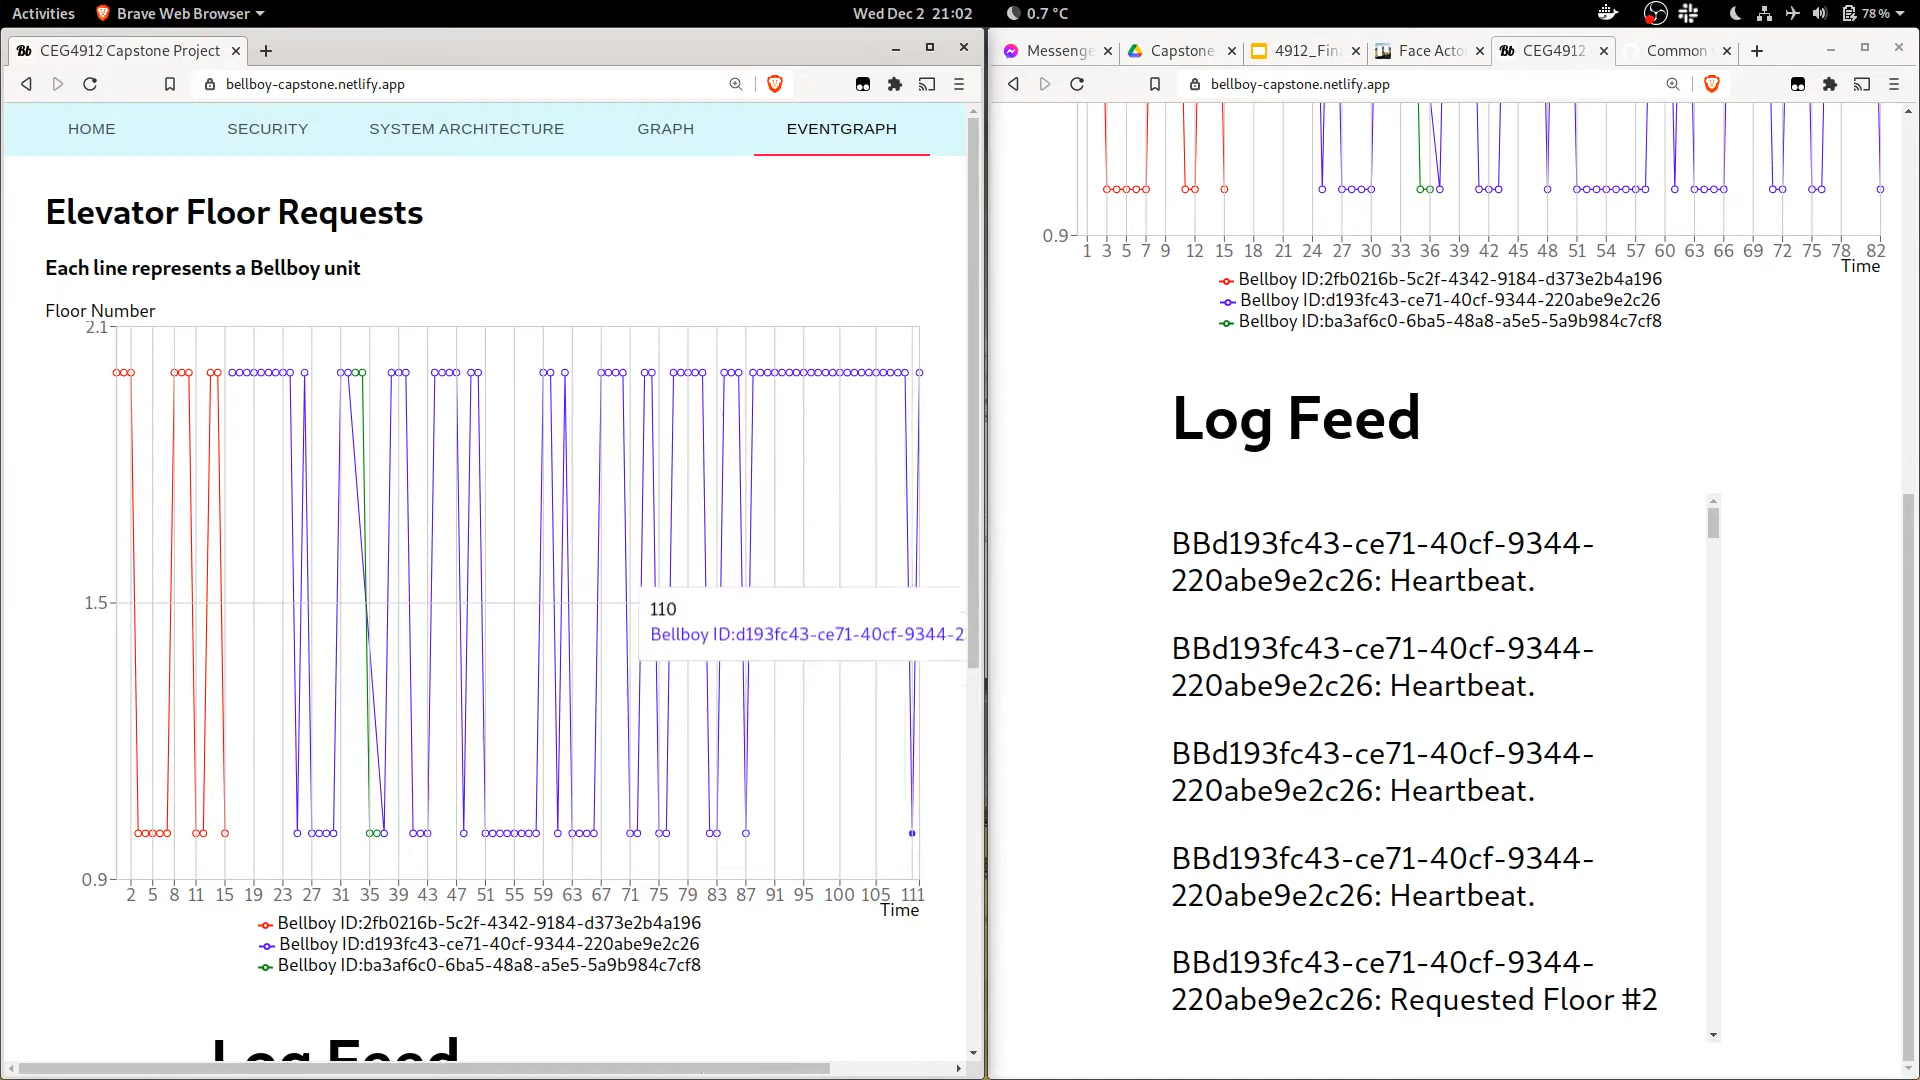 Activities Brave Web Browser Wed Dec 2 21:02 0.7 °C 78 %
CEG4912 Capstone Project
bellboy-capstone.netlify.app
HOME SECURITY SYSTEM ARCHITECTURE GRAPH EVENTGRAPH
Elevator Floor Requests
Each line represents a Bellboy unit
Floor Number
2.1
1.5
0.9
110
Bellboy ID:d193fc43-ce71-40cf-9344-2
2 5 8 11 15 19 23 27 31 35 39 43 47 51 55 59 63 67 71 75 79 83 87 91 95 100 105 111
Time
Bellboy ID:2fb0216b-5c2f-4342-9184-d373e2b4a196
Bellboy ID:d193fc43-ce71-40cf-9344-220abe9e2c26
Bellboy ID:ba3af6c0-6ba5-48a8-a5e5-5a9b984c7cf8
Log Feed
Messenge Capstone 4912_Fin Face Acto CEG4912 Common
bellboy-capstone.netlify.app
0.9
1 3 5 7 9 12 15 18 21 24 27 30 33 36 39 42 45 48 51 54 57 60 63 66 69 72 75 78 82
Time
Bellboy ID:2fb0216b-5c2f-4342-9184-d373e2b4a196
Bellboy ID:d193fc43-ce71-40cf-9344-220abe9e2c26
Bellboy ID:ba3af6c0-6ba5-48a8-a5e5-5a9b984c7cf8
Log Feed
BBd193fc43-ce71-40cf-9344-
220abe9e2c26: Heartbeat.
BBd193fc43-ce71-40cf-9344-
220abe9e2c26: Heartbeat.
BBd193fc43-ce71-40cf-9344-
220abe9e2c26: Heartbeat.
BBd193fc43-ce71-40cf-9344-
220abe9e2c26: Heartbeat.
BBd193fc43-ce71-40cf-9344-
220abe9e2c26: Requested Floor #2